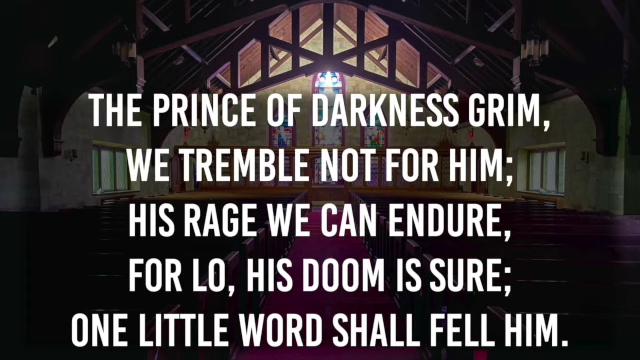 THE PRINCE OF DARKNESS GRIM,
WE TREMBLE NOT FOR HIM;
HIS RAGE WE CAN ENDURE,
FOR LO, HIS DOOM IS SURE;
ONE LITTLE WORD SHALL FELL HIM.